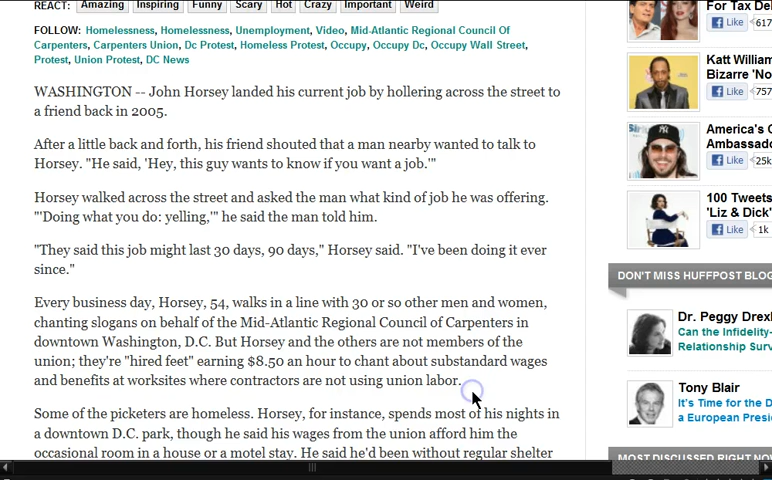 REACT: Amazing Inspiring Funny Scary Hot Crazy Important Weird
FOLLOW: Homelessness, Homelessness, Unemployment, Video, Mid-Atlantic Regional Council Of
Carpenters, Carpenters Union, Dc Protest, Homeless Protest, Occupy, Occupy Dc, Occupy Wall Street,
Protest, Union Protest, DC News
WASHINGTON -- John Horsey landed his current job by hollering across the street to
a friend back in 2005.
After a little back and forth, his friend shouted that a man nearby wanted to talk to
Horsey. "He said, 'Hey, this guy wants to know if you want a job.'"
Horsey walked across the street and asked the man what kind of job he was offering.
"'Doing what you do: yelling,'" he said the man told him.
"They said this job might last 30 days, 90 days," Horsey said. "I've been doing it ever
since."
Every business day, Horsey, 54, walks in a line with 30 or so other men and women,
chanting slogans on behalf of the Mid-Atlantic Regional Council of Carpenters in
downtown Washington, D.C. But Horsey and the others are not members of the
union; they're "hired feet" earning $8.50 an hour to chant about substandard wages
and benefits at worksites where contractors are not using union labor.
Some of the picketers are homeless. Horsey, for instance, spends most of his nights in
a downtown D.C. park, though he said his wages from the union afford him the
occasional room in a house or a motel stay. He said he'd been without regular shelter
For Tax De
Like 617
Katt William
Bizarre 'No
Like 757
America's
Ambassado
Like 25k
100 Tweets
'Liz & Dick'
Like 1k
DON'T MISS HUFFPOST BLOG
Dr. Peggy Drex
Can the Infidelity-
Relationship Surv
Tony Blair
It's Time for the D
a European Presi
MOST DISCUSSED RIGHT NOW